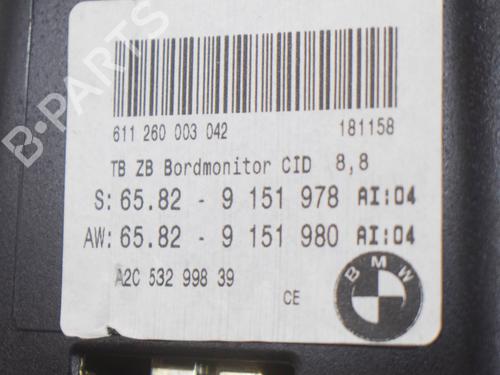 B-PARTS
611 260 003 042 181158
TB ZB Bordmonitor CID 8,8
S: 65.82 - 9 151 978 AI:04
AW: 65.82 - 9 151 980 AI:04
A2C 532 998 39
CE
BMW